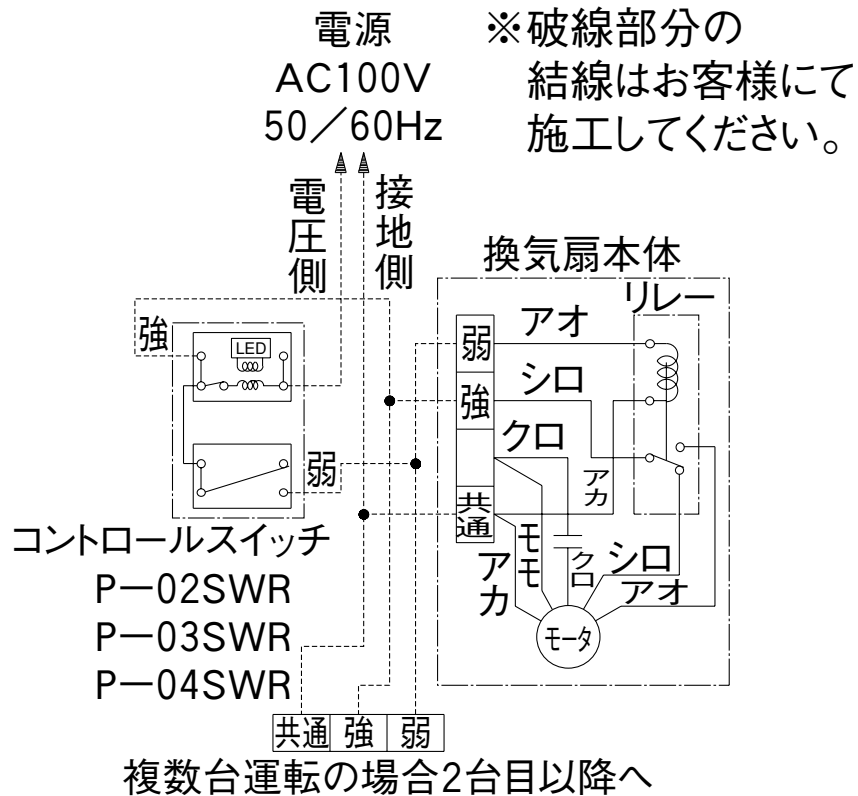 電源
AC100V
50／60Hz
※破線部分の
結線はお客様にて
施工してください。
電圧側
接地側
換気扇本体
リレー
強
LED
弱
弱
強
共通
アオ
シロ
クロ
アカ
アカ
モモ
クロ
シロ
アオ
モータ
コントロールスイッチ
P－02SWR
P－03SWR
P－04SWR
共通 強 弱
複数台運転の場合2台目以降へ